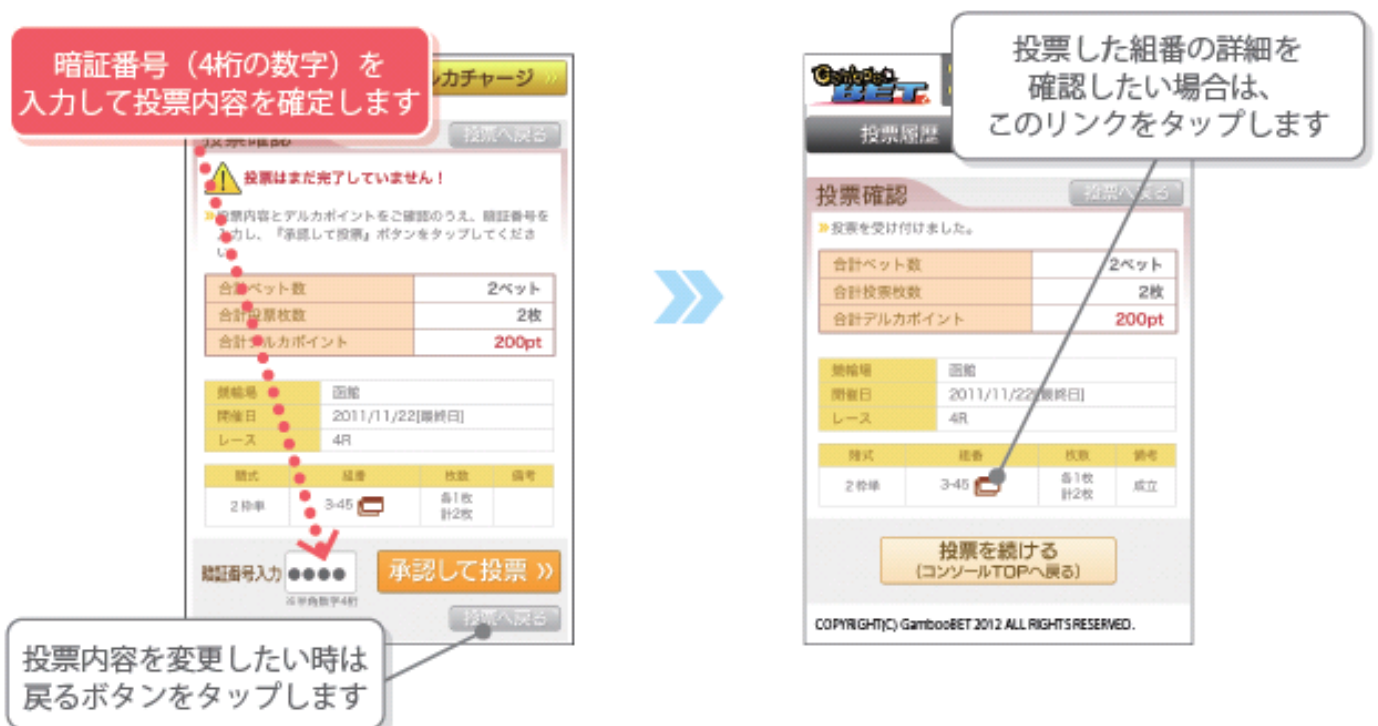 暗証番号（4桁の数字）を
入力して投票内容を確定します
ルカチャージ »
投票確認
投票へ戻る
投票はまだ完了していません！
»投票内容とデルカポイントをご確認のうえ、暗証番号を
入力し、『承認して投票』ボタンをタップしてくださ
い。
合計ベット数 2ベット
合計投票枚数 2枚
合計デルカポイント 200pt
競輪場 函館
開催日 2011/11/22[最終日]
レース 4R
賭式 組番 枚数 備考
2枠単 3-45 各1枚
計2枚
暗証番号入力 ●●●● 承認して投票 »
※半角数字4桁
投票へ戻る
投票内容を変更したい時は
戻るボタンをタップします
GambooBET
投票履歴
投票した組番の詳細を
確認したい場合は、
このリンクをタップします
投票確認
投票へ戻る
»投票を受け付けました。
合計ベット数 2ベット
合計投票枚数 2枚
合計デルカポイント 200pt
競輪場 函館
開催日 2011/11/22[最終日]
レース 4R
賭式 組番 枚数 備考
2枠単 3-45 各1枚 成立
計2枚
投票を続ける
（コンソールTOPへ戻る）
COPYRIGHT(C) GambooBET 2012 ALL RIGHTS RESERVED.